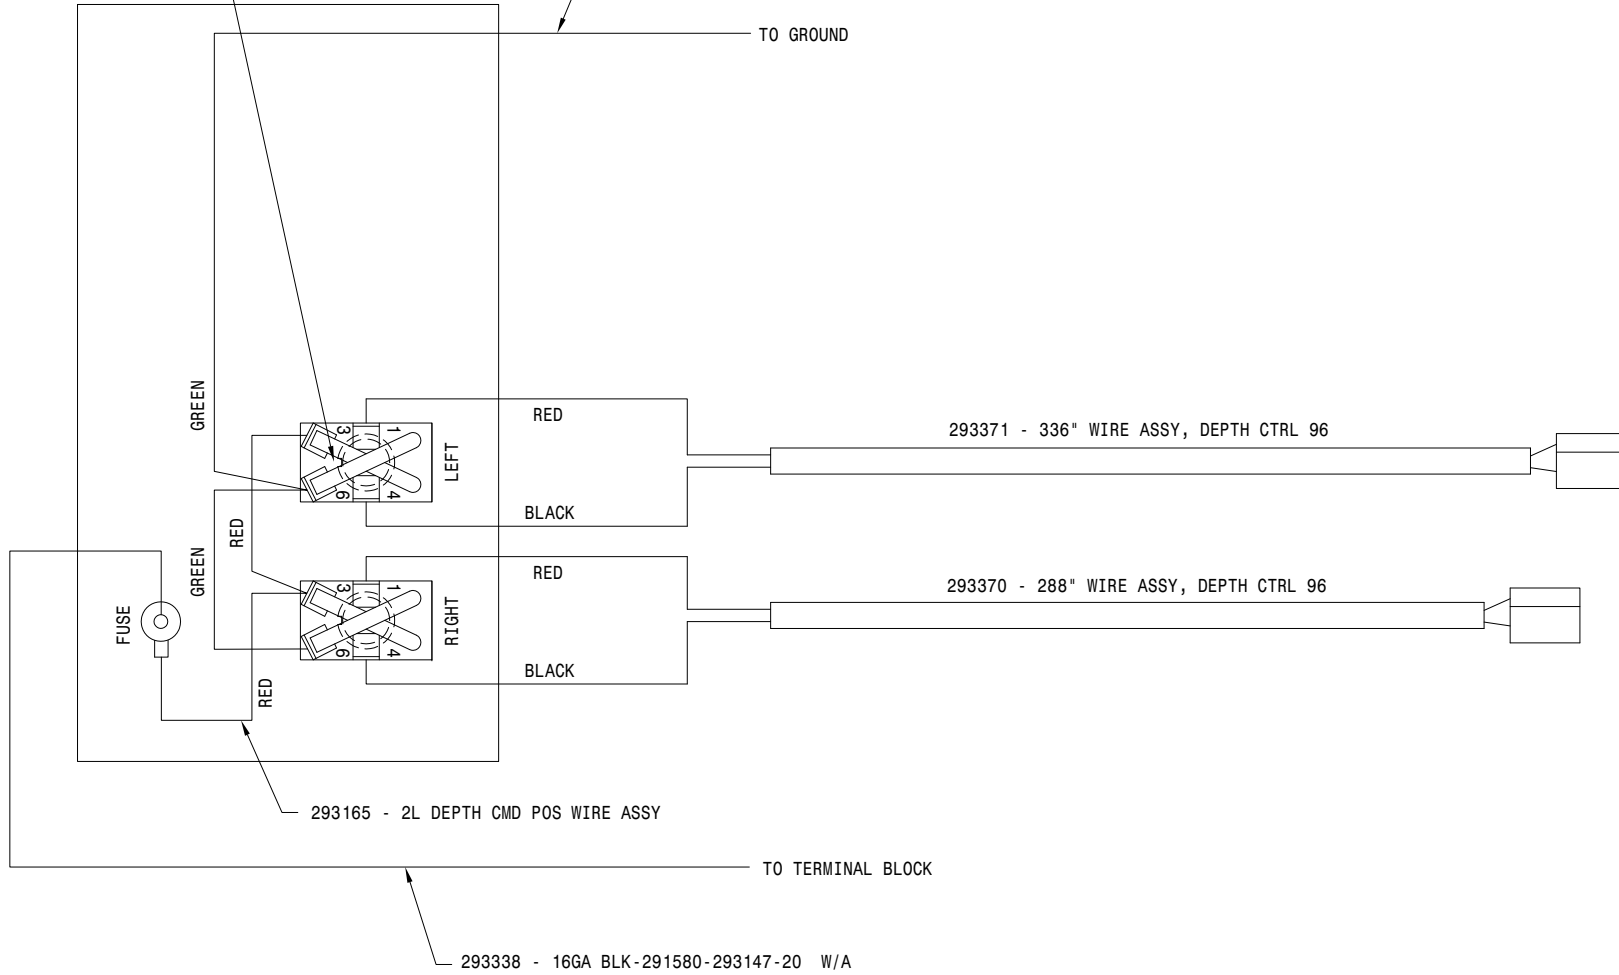 TO GROUND
GREEN
RED
3 1
6 4
LEFT
293371 - 336" WIRE ASSY, DEPTH CTRL 96
BLACK
RED
GREEN
RED
3 1
6 4
RIGHT
293370 - 288" WIRE ASSY, DEPTH CTRL 96
FUSE
BLACK
RED
293165 - 2L DEPTH CMD POS WIRE ASSY
TO TERMINAL BLOCK
293338 - 16GA BLK-291580-293147-20 W/A